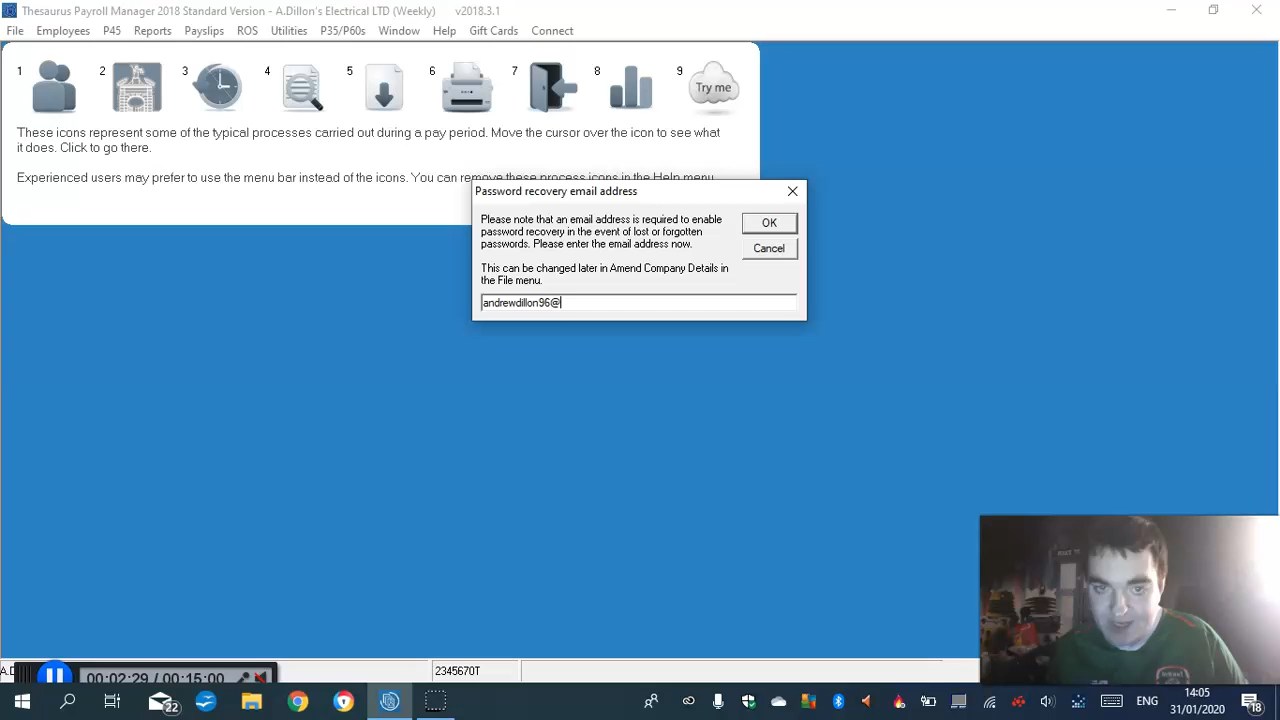 Thesaurus Payroll Manager 2018 Standard Version - A.Dillon's Electrical LTD (Weekly) v2018.3.1
File Employees P45 Reports Payslips ROS Utilities P35/P60s Window Help Gift Cards Connect
1 2 3 4 5 6 7 8 9 Try me
These icons represent some of the typical processes carried out during a pay period. Move the cursor over the icon to see what
it does. Click to go there.
Experienced users may prefer to use the menu bar instead of the icons. You can remove these process icons in the Help menu
Password recovery email address
Please note that an email address is required to enable
password recovery in the event of lost or forgotten
passwords. Please enter the email address now.
This can be changed later in Amend Company Details in
the File menu.
OK
Cancel
andrewdillon96@
2345670T
00:02:29 / 00:15:00
22
ENG
14:05
31/01/2020
18